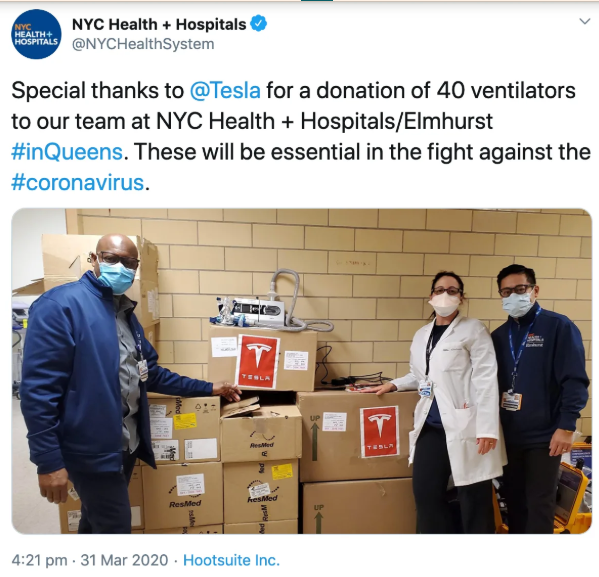 NYC
HEALTH+
HOSPITALS
NYC Health + Hospitals
@NYCHealthSystem
Special thanks to @Tesla for a donation of 40 ventilators
to our team at NYC Health + Hospitals/Elmhurst
#inQueens. These will be essential in the fight against the
#coronavirus.
TESLA
UP
TESLA
ResMed
ResMed
ResMed
UP
4:21 pm · 31 Mar 2020 · Hootsuite Inc.